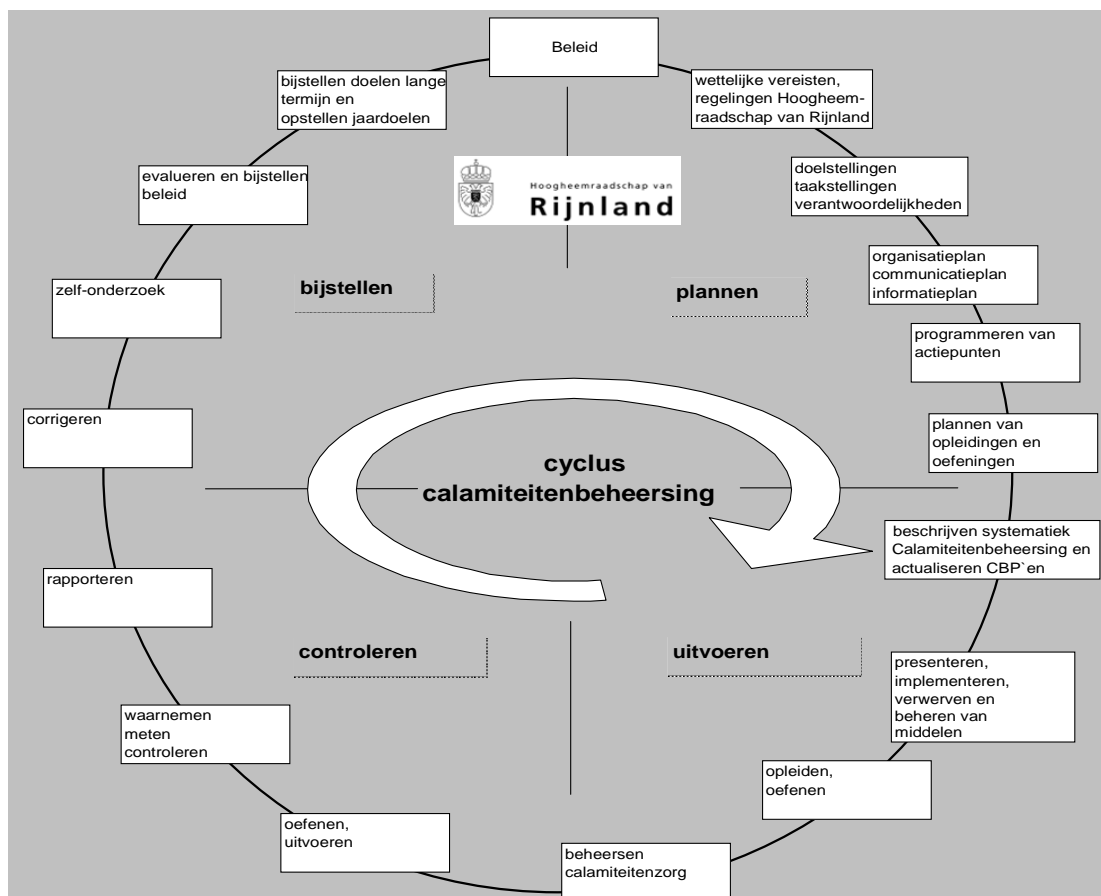 Beleid
wettelijke vereisten,
regelingen Hoogheem-
raadschap van Rijnland
doelstellingen
taakstellingen
verantwoordelijkheden
organisatieplan
communicatieplan
informatieplan
programmeren van
actiepunten
plannen van
opleidingen en
oefeningen
beschrijven systematiek
Calamiteitenbeheersing en
actualiseren CBP`en
presenteren,
implementeren,
verwerven en
beheren van
middelen
opleiden,
oefenen
beheersen
calamiteitenzorg
oefenen,
uitvoeren
waarnemen
meten
controleren
rapporteren
corrigeren
zelf-onderzoek
evalueren en bijstellen
beleid
bijstellen doelen lange
termijn en
opstellen jaardoelen
Hoogheemraadschap van
Rijnland
bijstellen
plannen
cyclus
calamiteitenbeheersing
controleren
uitvoeren